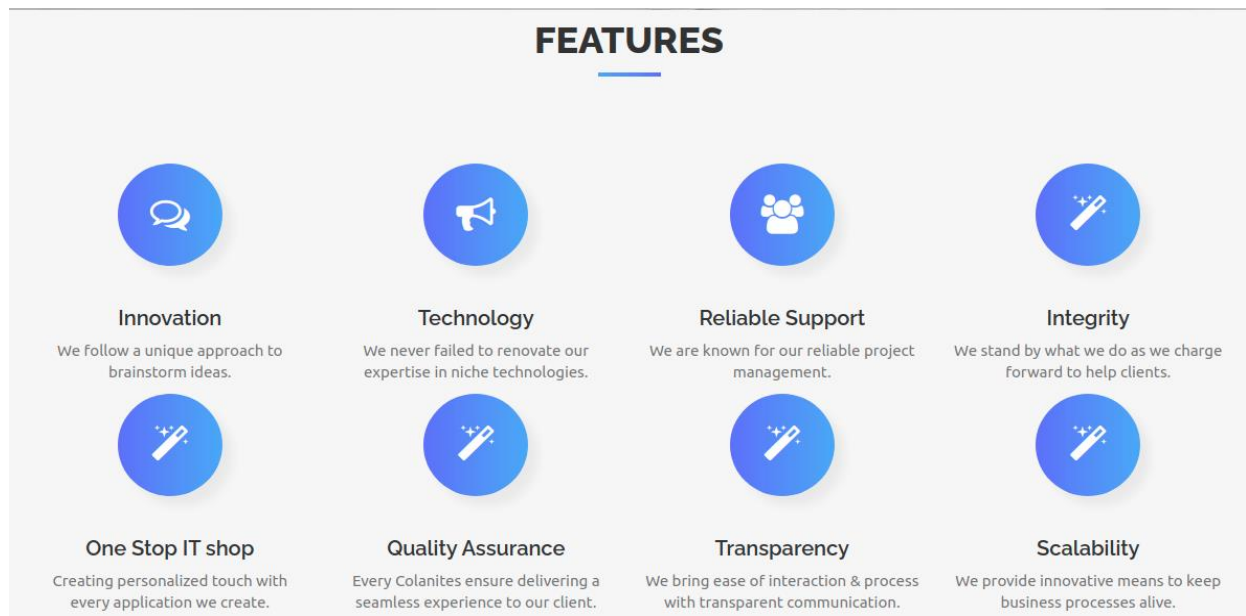 FEATURES
Innovation
We follow a unique approach to
brainstorm ideas.
Technology
We never failed to renovate our
expertise in niche technologies.
Reliable Support
We are known for our reliable project
management.
Integrity
We stand by what we do as we charge
forward to help clients.
One Stop IT shop
Creating personalized touch with
every application we create.
Quality Assurance
Every Colanites ensure delivering a
seamless experience to our client.
Transparency
We bring ease of interaction & process
with transparent communication.
Scalability
We provide innovative means to keep
business processes alive.